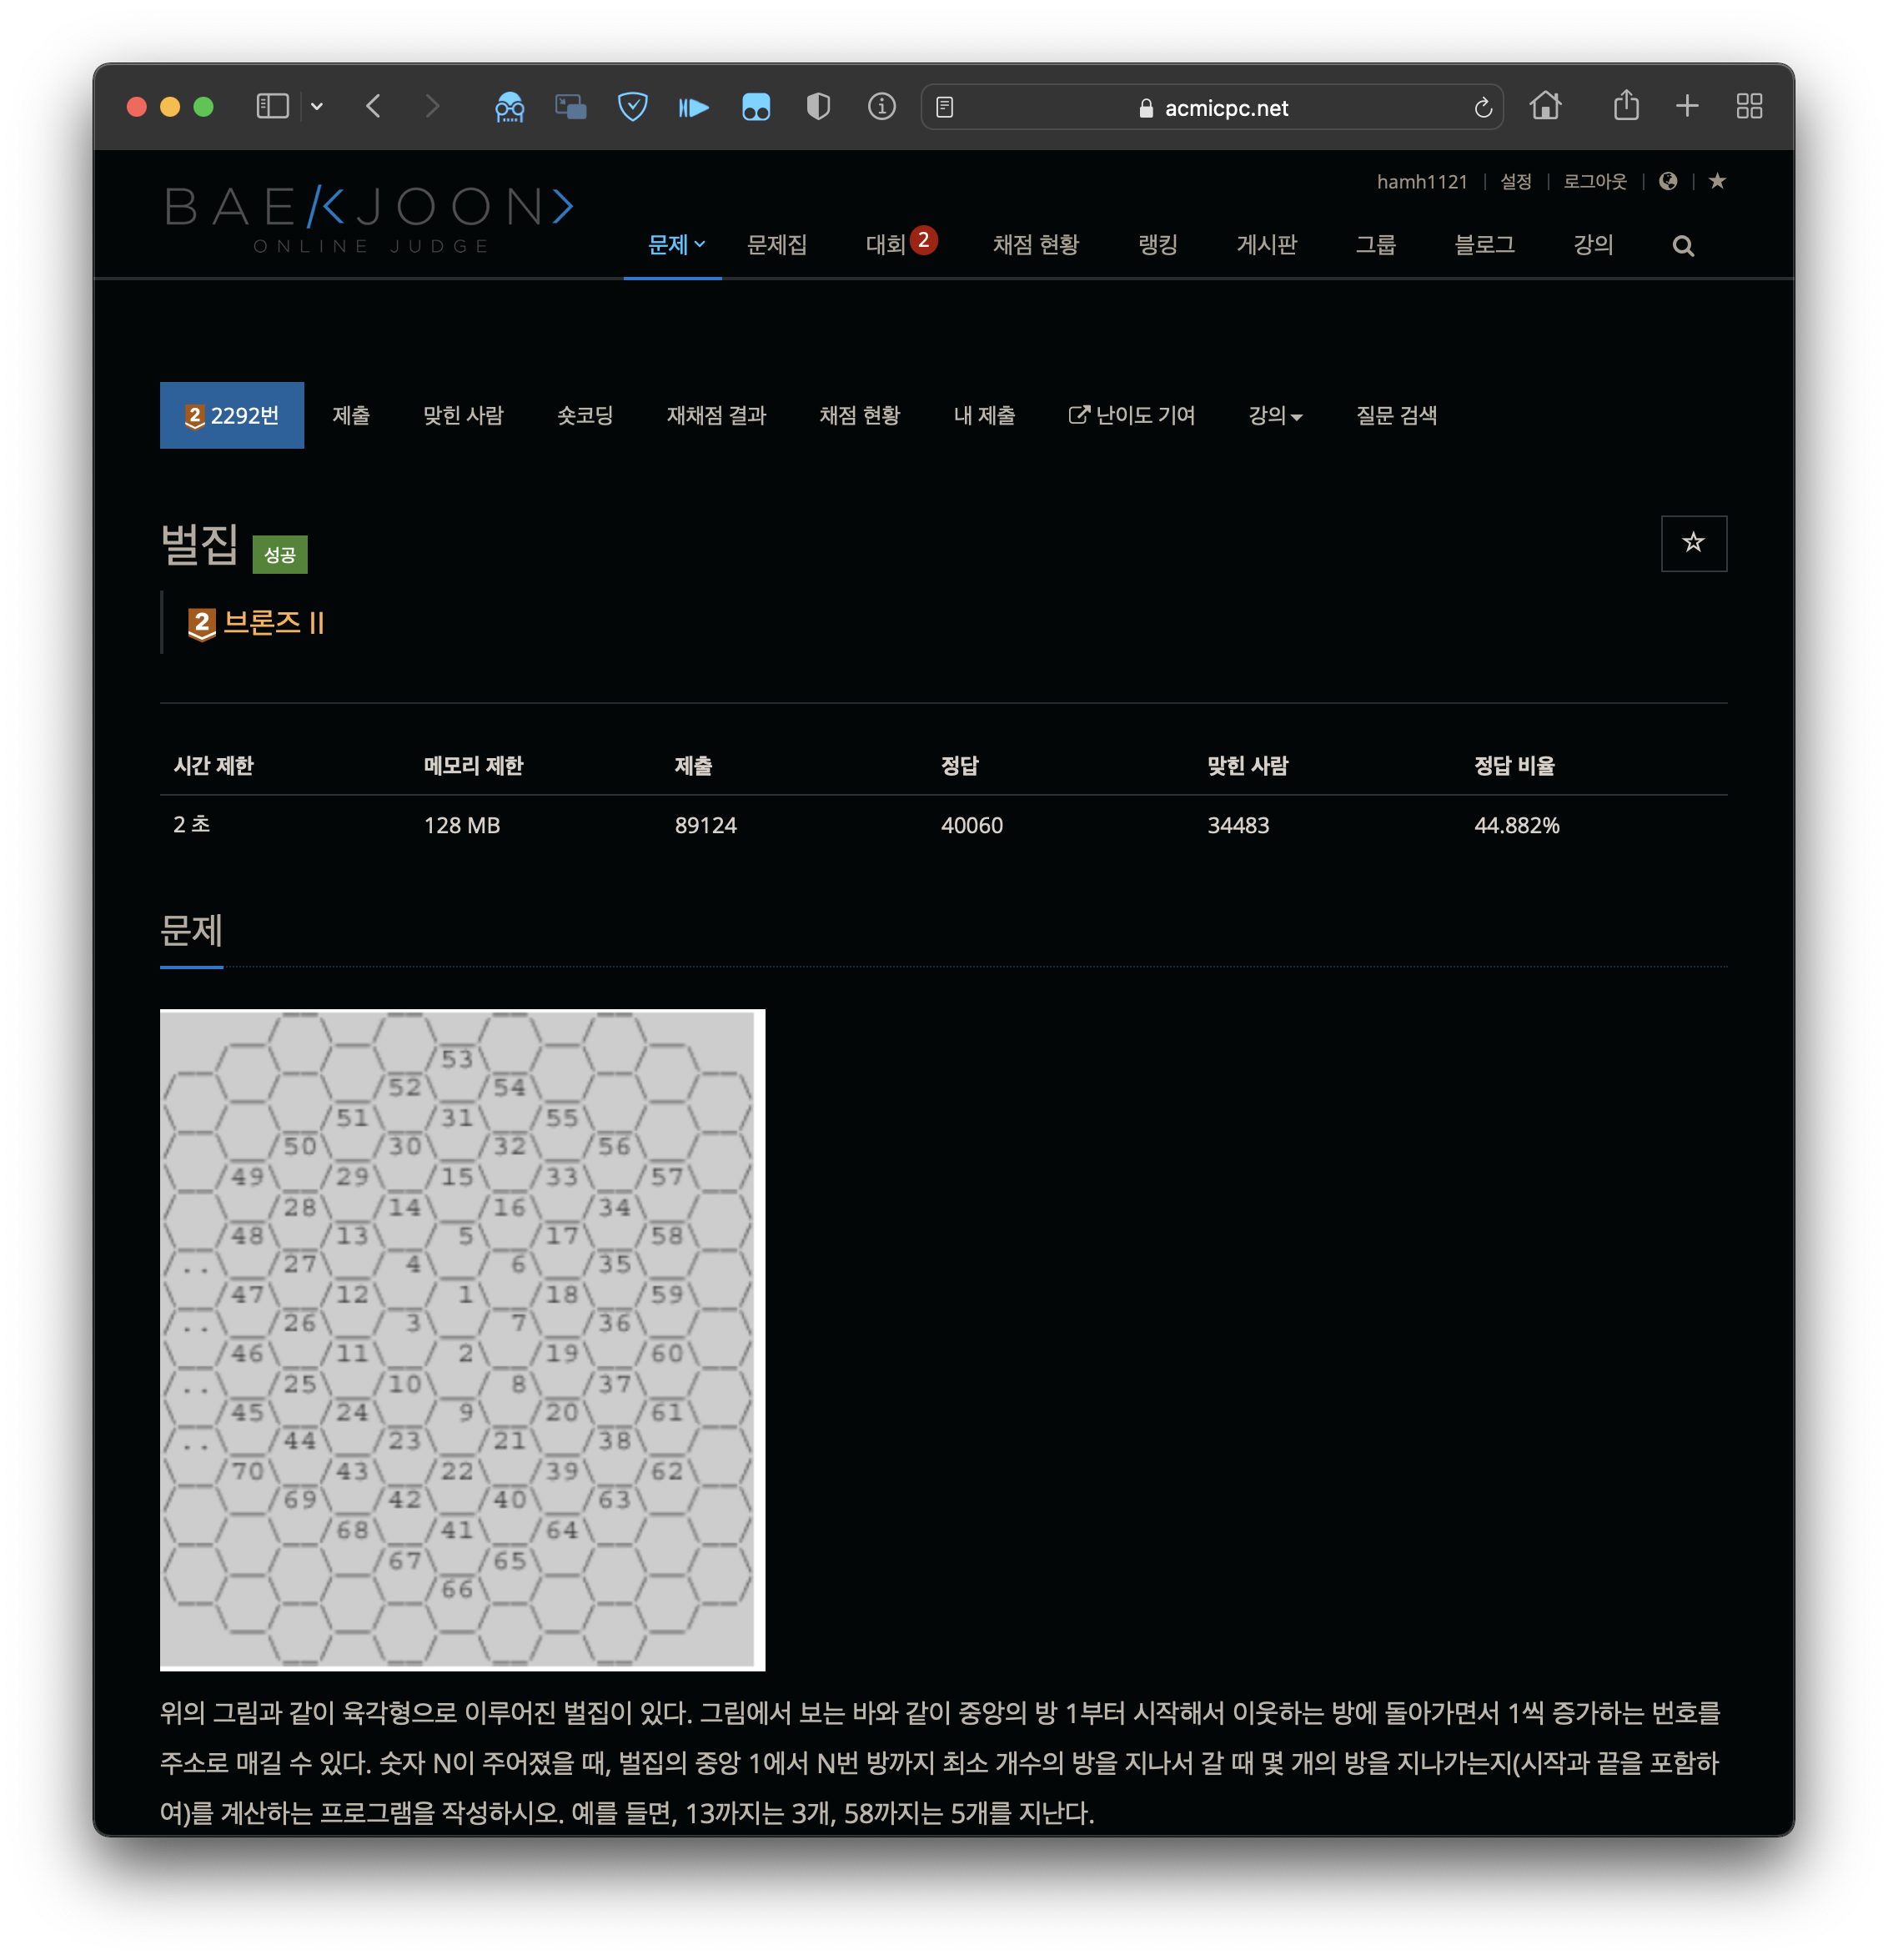 acmicpc.net
hamh1121 | 설정 | 로그아웃 | | ★
BAE/<JOON>
ONLINE JUDGE
문제 문제집 대회 2 채점 현황 랭킹 게시판 그룹 블로그 강의
2 2292번 제출 맞힌 사람 숏코딩 재채점 결과 채점 현황 내 제출 난이도 기여 강의 질문 검색
벌집 성공
2 브론즈 II
시간 제한 메모리 제한 제출 정답 맞힌 사람 정답 비율
2 초 128 MB 89124 40060 34483 44.882%
문제
53
52 54
51 31 55
50 30 32 56
49 29 15 33 57
28 14 16 34
48 13 5 17 58
.. 27 4 6 35
47 12 1 18 59
.. 26 3 7 36
46 11 2 19 60
.. 25 10 8 37
45 24 9 20 61
.. 44 23 21 38
70 43 22 39 62
69 42 40 63
68 41 64
67 65
66
위의 그림과 같이 육각형으로 이루어진 벌집이 있다. 그림에서 보는 바와 같이 중앙의 방 1부터 시작해서 이웃하는 방에 돌아가면서 1씩 증가하는 번호를
주소로 매길 수 있다. 숫자 N이 주어졌을 때, 벌집의 중앙 1에서 N번 방까지 최소 개수의 방을 지나서 갈 때 몇 개의 방을 지나가는지(시작과 끝을 포함하
여)를 계산하는 프로그램을 작성하시오. 예를 들면, 13까지는 3개, 58까지는 5개를 지난다.